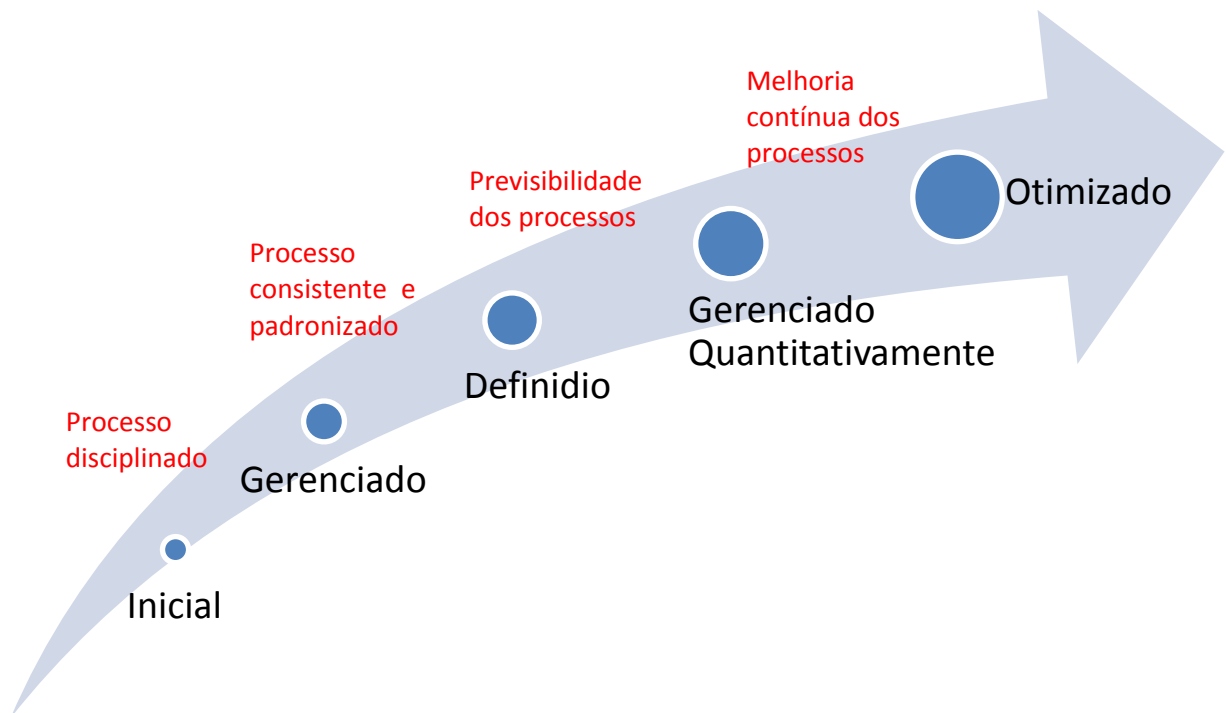 Melhoria
contínua dos
processos
Otimizado
Previsibilidade
dos processos
Gerenciado
Quantitativamente
Processo
consistente e
padronizado
Definidio
Processo
disciplinado
Gerenciado
Inicial